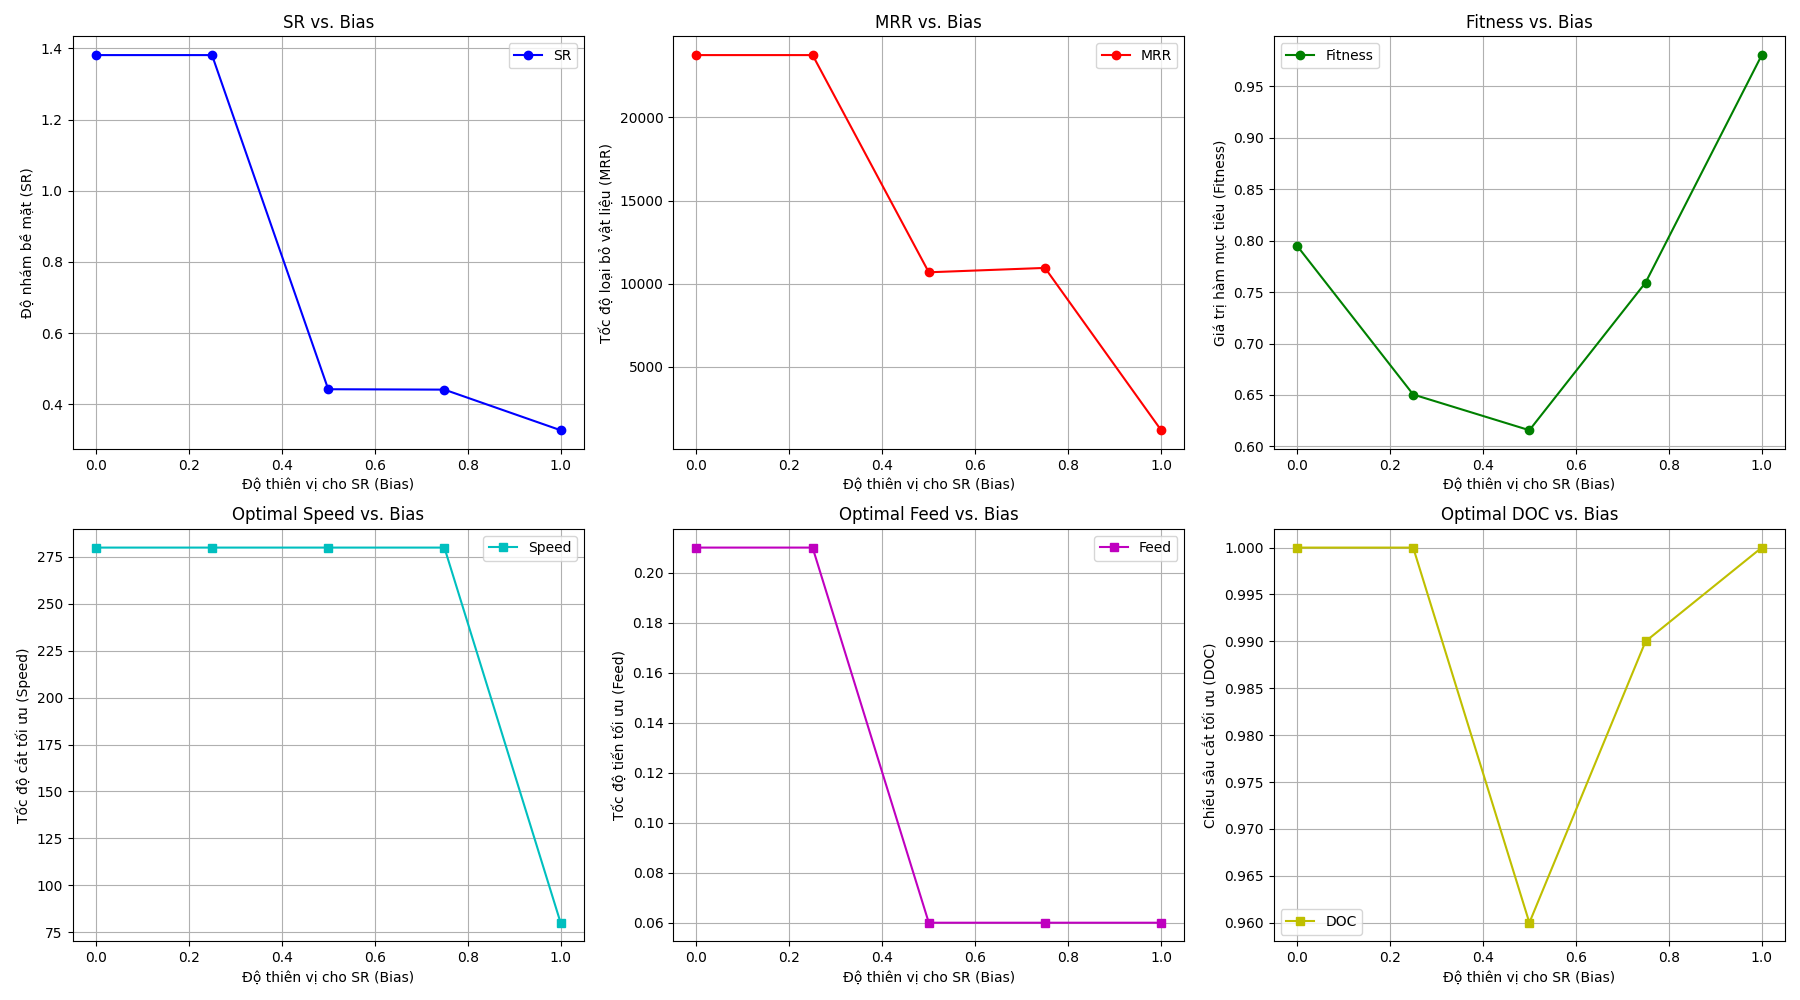 SR vs. Bias
SR
Độ nhám bề mặt (SR)
1.4
1.2
1.0
0.8
0.6
0.4
0.0 0.2 0.4 0.6 0.8 1.0
Độ thiên vị cho SR (Bias)
MRR vs. Bias
MRR
Tốc độ loại bỏ vật liệu (MRR)
20000
15000
10000
5000
0.0 0.2 0.4 0.6 0.8 1.0
Độ thiên vị cho SR (Bias)
Fitness vs. Bias
Fitness
Giá trị hàm mục tiêu (Fitness)
0.95
0.90
0.85
0.80
0.75
0.70
0.65
0.60
0.0 0.2 0.4 0.6 0.8 1.0
Độ thiên vị cho SR (Bias)
Optimal Speed vs. Bias
Speed
Tốc độ cắt tối ưu (Speed)
275
250
225
200
175
150
125
100
75
0.0 0.2 0.4 0.6 0.8 1.0
Độ thiên vị cho SR (Bias)
Optimal Feed vs. Bias
Feed
Tốc độ tiến tối ưu (Feed)
0.20
0.18
0.16
0.14
0.12
0.10
0.08
0.06
0.0 0.2 0.4 0.6 0.8 1.0
Độ thiên vị cho SR (Bias)
Optimal DOC vs. Bias
DOC
Chiều sâu cắt tối ưu (DOC)
1.000
0.995
0.990
0.985
0.980
0.975
0.970
0.965
0.960
0.0 0.2 0.4 0.6 0.8 1.0
Độ thiên vị cho SR (Bias)